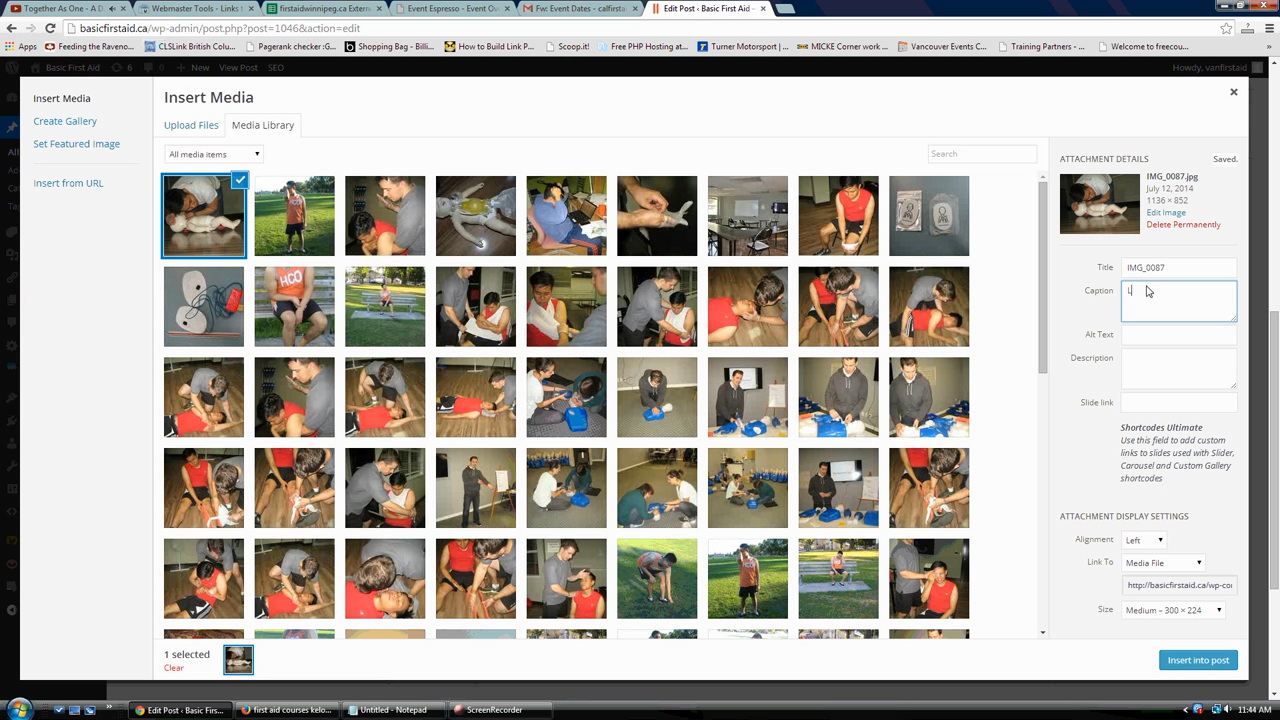 Together As One - A D
Webmaster Tools - Links t
firstaidwinnipeg.ca Extern
Event Espresso - Event Ov
Fw: Event Dates - calfirst
Edit Post ‹ Basic First Aid –
basicfirstaid.ca/wp-admin/post.php?post=1046&action=edit
Apps
Feeding the Raveno...
CLSLink British Colu...
Pagerank checker :G...
Shopping Bag - Billi...
How to Build Link P...
Scoop.it!
Free PHP Hosting at...
Turner Motorsport |...
MICKE Corner work ...
Vancouver Events C...
Training Partners - ...
Welcome to freecou...
Basic First Aid
6
0
New
View Post
SEO
Howdy, vanfirstaid
Insert Media
Create Gallery
Set Featured Image
Insert from URL
Insert Media
Upload Files
Media Library
All media items
Search
ATTACHMENT DETAILS
Saved.
IMG_0087.jpg
July 12, 2014
1136 × 852
Edit Image
Delete Permanently
Title
IMG_0087
Caption
L
Alt Text
Description
Slide link
Shortcodes Ultimate
Use this field to add custom
links to slides used with Slider,
Carousel and Custom Gallery
shortcodes
ATTACHMENT DISPLAY SETTINGS
Alignment
Left
Link To
Media File
http://basicfirstaid.ca/wp-con
Size
Medium – 300 × 224
1 selected
Clear
Insert into post
Edit Post ‹ Basic Firs...
first aid courses kelo...
Untitled - Notepad
ScreenRecorder
11:44 AM